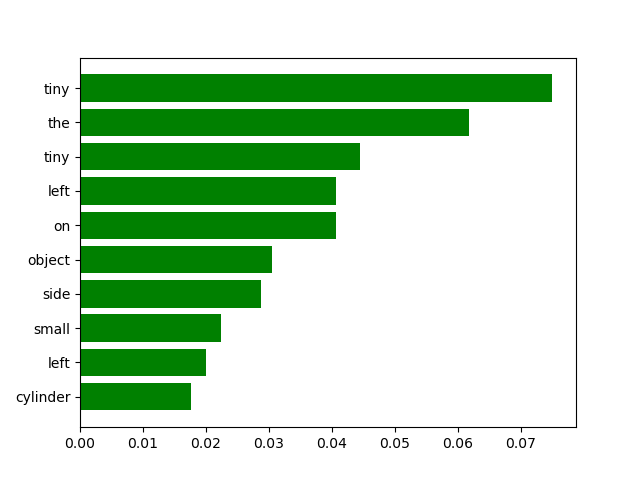 tiny
the
tiny
left
on
object
side
small
left
cylinder
0.00 0.01 0.02 0.03 0.04 0.05 0.06 0.07